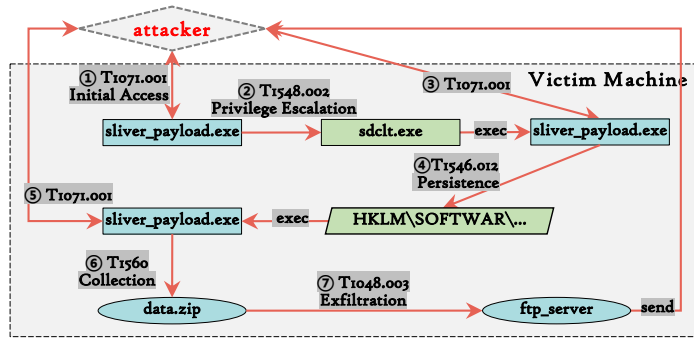 attacker
① T1071.001
Initial Access
② T1548.002
Privilege Escalation
③ T1071.001
Victim Machine
sliver_payload.exe
sdclt.exe
exec
sliver_payload.exe
④T1546.012
Persistence
⑤ T1071.001
sliver_payload.exe
exec
HKLM\SOFTWAR\...
⑥ T1560
Collection
⑦ T1048.003
Exfiltration
data.zip
ftp_server
send